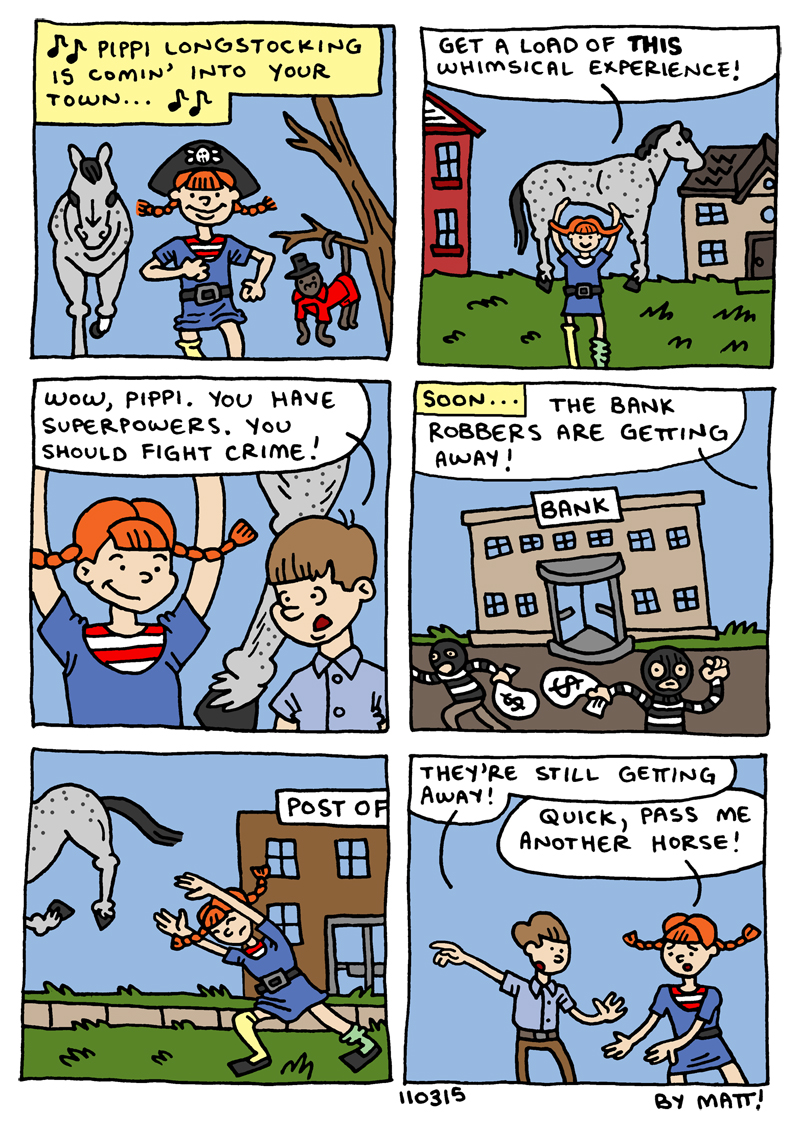 ♪♪ PIPPI LONGSTOCKING
IS COMIN' INTO YOUR
TOWN... ♪♪
GET A LOAD OF THIS
WHIMSICAL EXPERIENCE!
WOW, PIPPI. YOU HAVE
SUPERPOWERS. YOU
SHOULD FIGHT CRIME!
SOON...
THE BANK
ROBBERS ARE GETTING
AWAY!
BANK
$
$
POST OF
THEY'RE STILL GETTING
AWAY!
QUICK, PASS ME
ANOTHER HORSE!
110315
BY MATT!